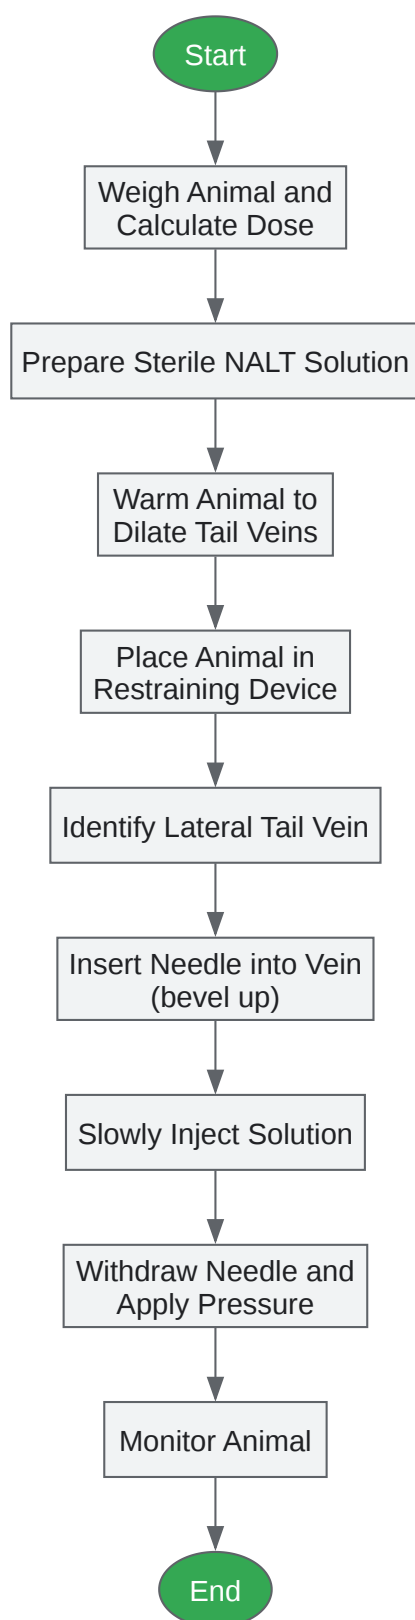 Start
Weigh Animal and
Calculate Dose
Prepare Sterile NALT Solution
Warm Animal to
Dilate Tail Veins
Place Animal in
Restraining Device
Identify Lateral Tail Vein
Insert Needle into Vein
(bevel up)
Slowly Inject Solution
Withdraw Needle and
Apply Pressure
Monitor Animal
End